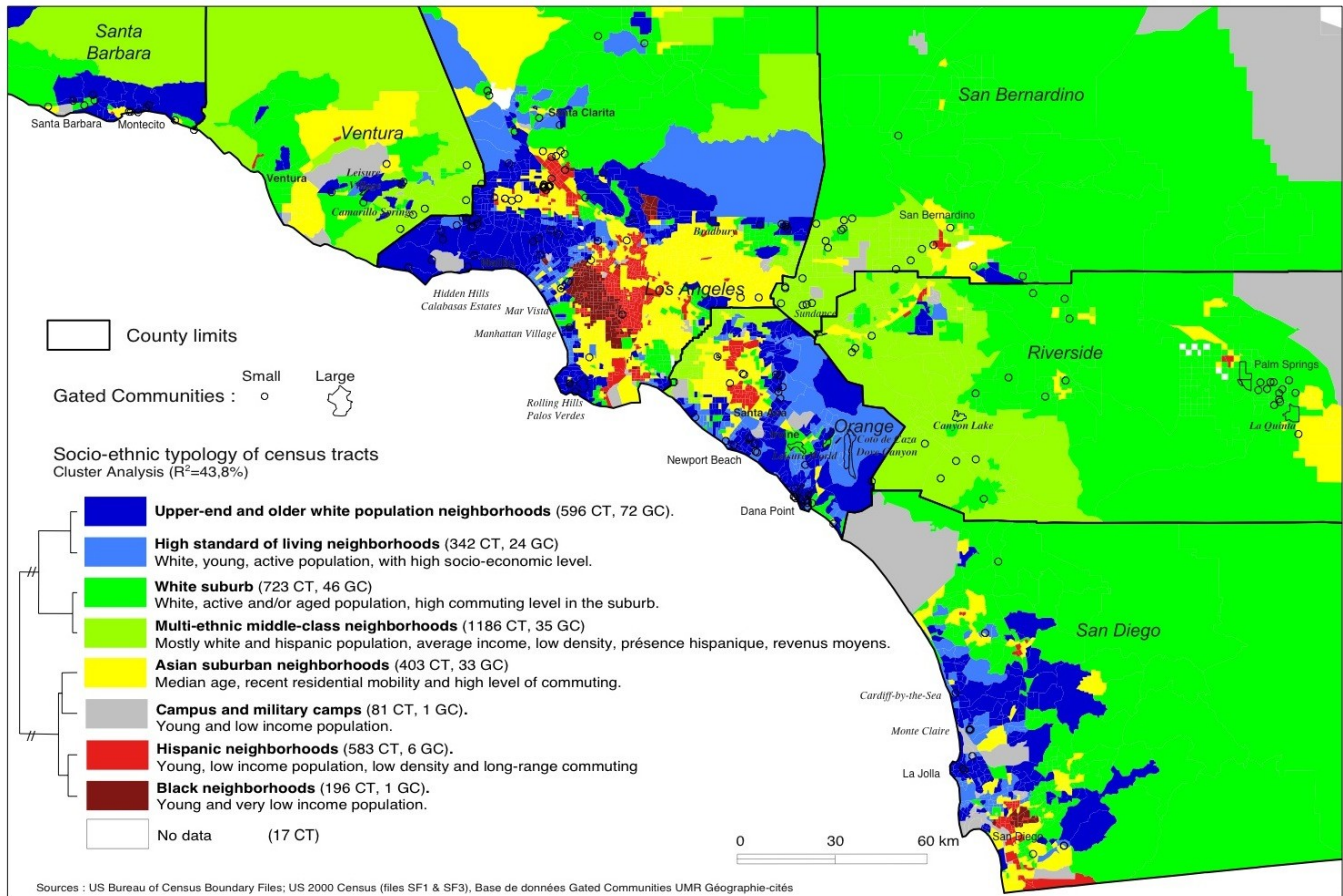 Santa
Barbara
Santa Barbara
Montecito
Ventura
Ventura
Leisure
Camarillo Springs
Santa Clarita
San Bernardino
San Bernardino
Bradbury
Los Angeles
Hidden Hills
Calabasas Estates
Mar Vista
Manhattan Village
Sundance
Rolling Hills
Palos Verdes
Riverside
Palm Springs
La Quinta
Canyon Lake
Santa Ana
Orange
Coto de Caza
Dove Canyon
Leisure World
Newport Beach
Dana Point
San Diego
Cardiff-by-the-Sea
Monte Claire
La Jolla
San Diego
County limits
Small
Large
Gated Communities :
Socio-ethnic typology of census tracts
Cluster Analysis (R²=43,8%)
Upper-end and older white population neighborhoods (596 CT, 72 GC).
High standard of living neighborhoods (342 CT, 24 GC)
White, young, active population, with high socio-economic level.
White suburb (723 CT, 46 GC)
White, active and/or aged population, high commuting level in the suburb.
Multi-ethnic middle-class neighborhoods (1186 CT, 35 GC)
Mostly white and hispanic population, average income, low density, présence hispanique, revenus moyens.
Asian suburban neighborhoods (403 CT, 33 GC)
Median age, recent residential mobility and high level of commuting.
Campus and military camps (81 CT, 1 GC).
Young and low income population.
Hispanic neighborhoods (583 CT, 6 GC).
Young, low income population, low density and long-range commuting
Black neighborhoods (196 CT, 1 GC).
Young and very low income population.
No data (17 CT)
0 30 60 km
Sources : US Bureau of Census Boundary Files; US 2000 Census (files SF1 & SF3), Base de données Gated Communities UMR Géographie-cités